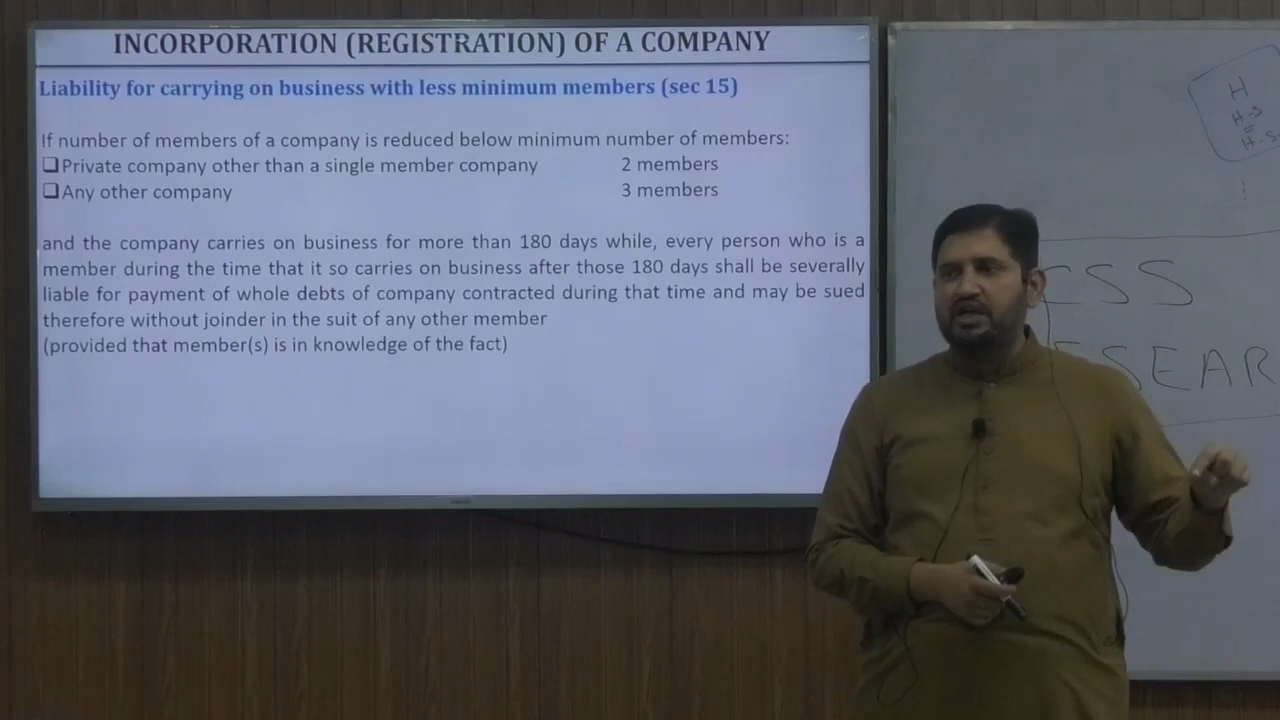 INCORPORATION (REGISTRATION) OF A COMPANY
Liability for carrying on business with less minimum members (sec 15)
If number of members of a company is reduced below minimum number of members:
❑Private company other than a single member company 2 members
❑Any other company 3 members
and the company carries on business for more than 180 days while, every person who is a
member during the time that it so carries on business after those 180 days shall be severally
liable for payment of whole debts of company contracted during that time and may be sued
therefore without joinder in the suit of any other member
(provided that member(s) is in knowledge of the fact)
H
H-S
=
H-S
CSS
ESEAR